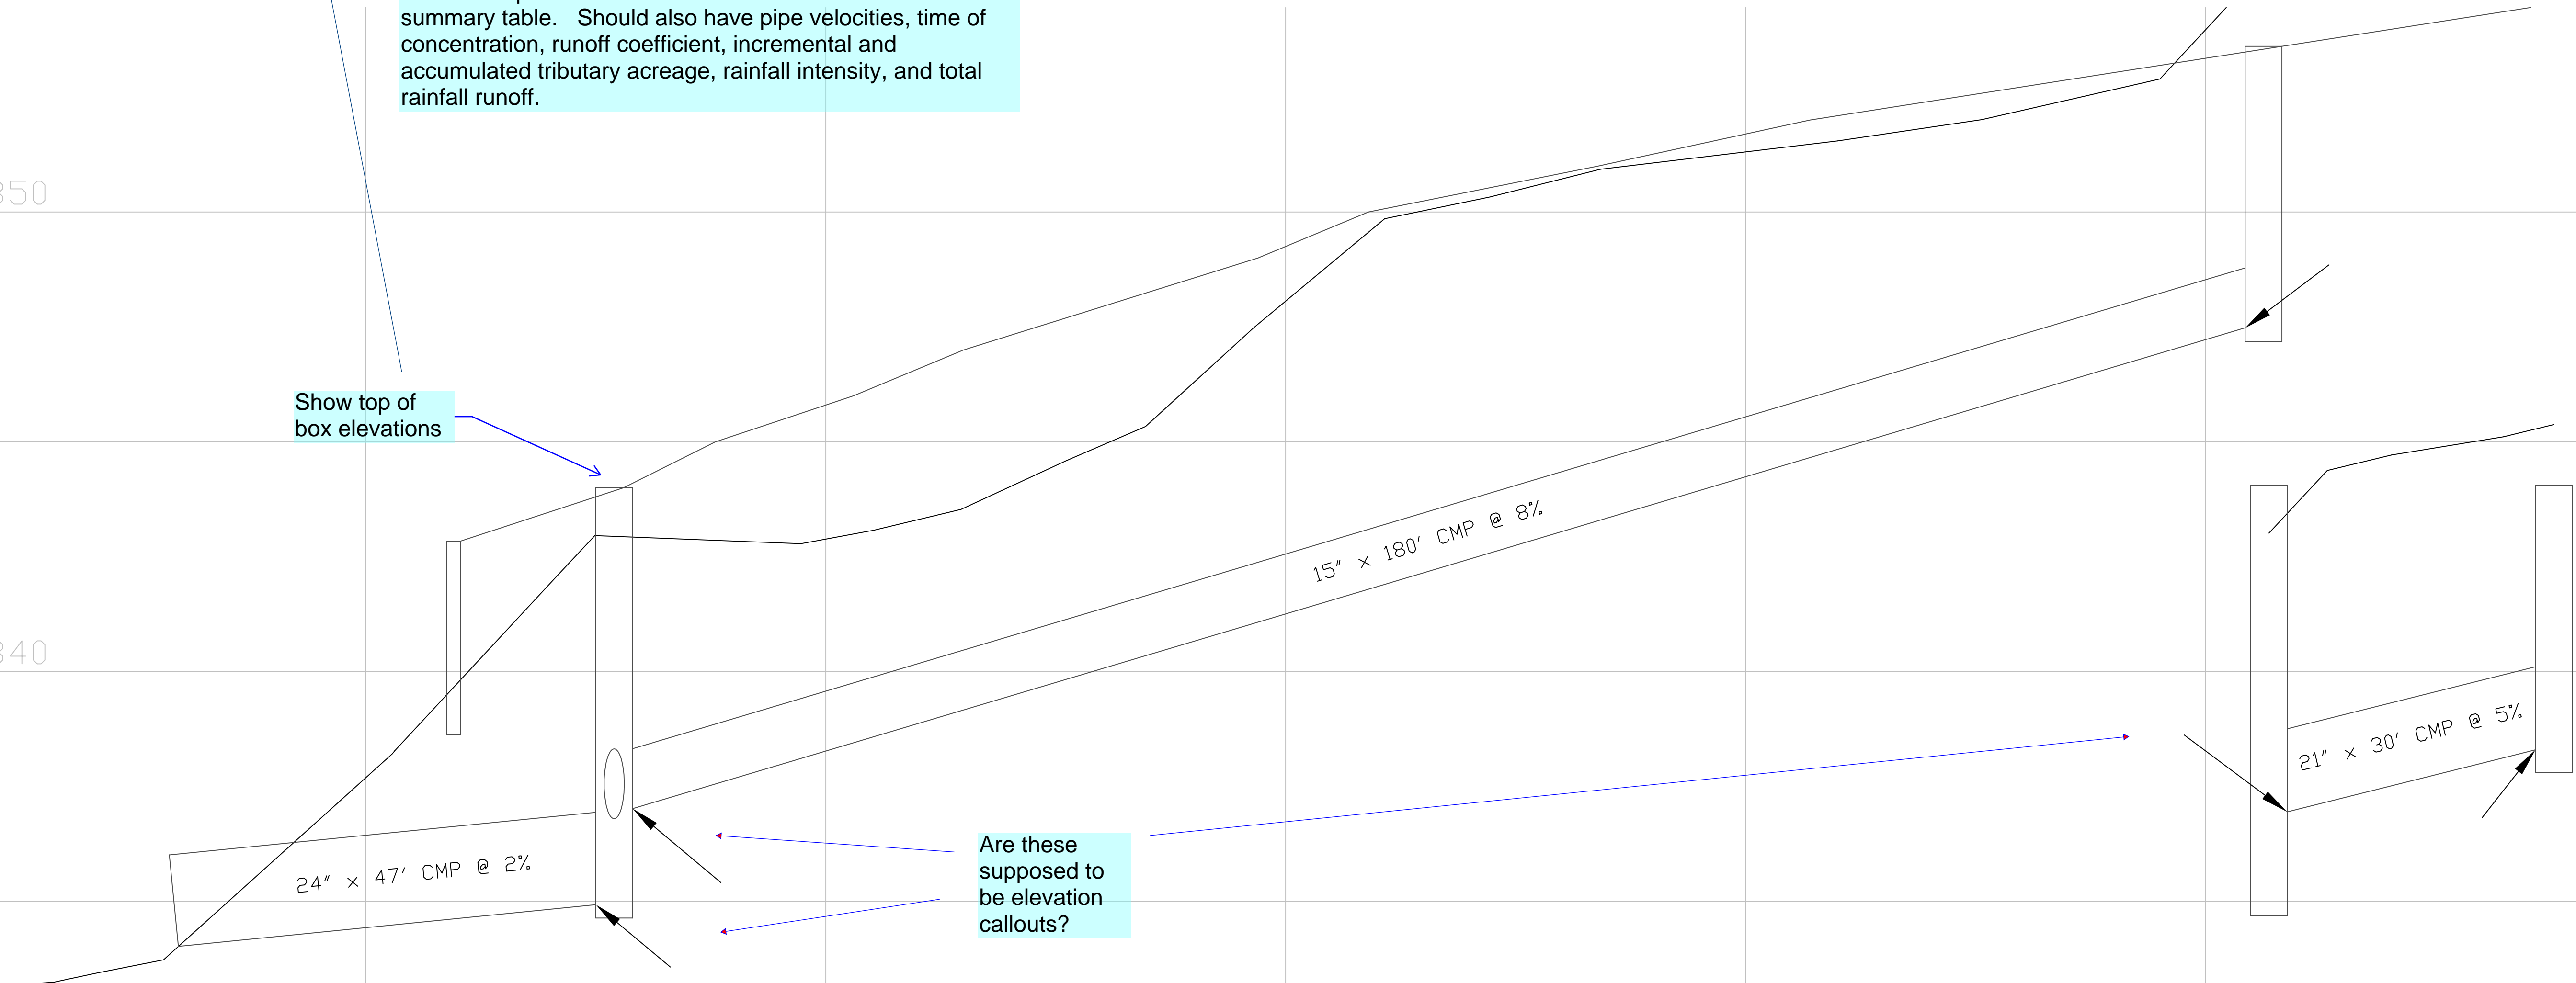 summary table. Should also have pipe velocities, time of
concentration, runoff coefficient, incremental and
accumulated tributary acreage, rainfall intensity, and total
rainfall runoff.
350
Show top of
box elevations
15" x 180' CMP @ 8%
340
21" x 30' CMP @ 5%
24" x 47' CMP @ 2%
Are these
supposed to
be elevation
callouts?